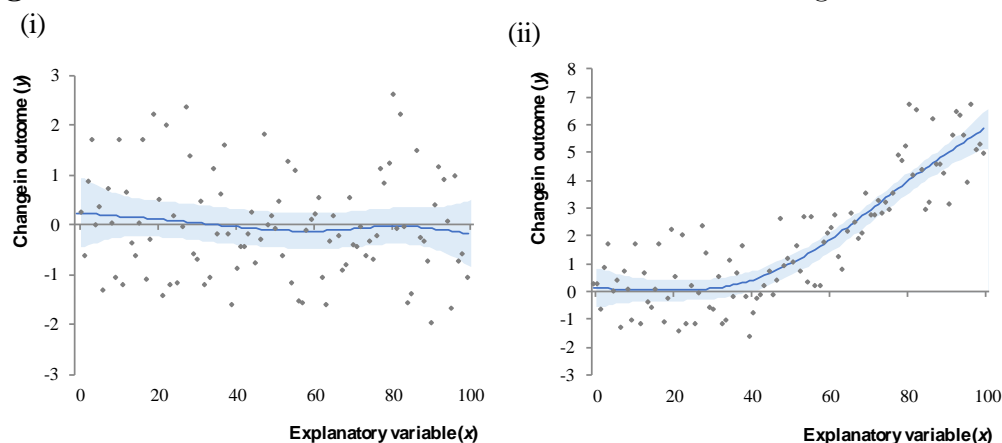 (i)
Change in outcome (y)
3
2
1
0
-1
-2
-3
0 20 40 60 80 100
Explanatory variable (x)
(ii)
Change in outcome (y)
8
7
6
5
4
3
2
1
0
-1
-2
-3
0 20 40 60 80 100
Explanatory variable (x)